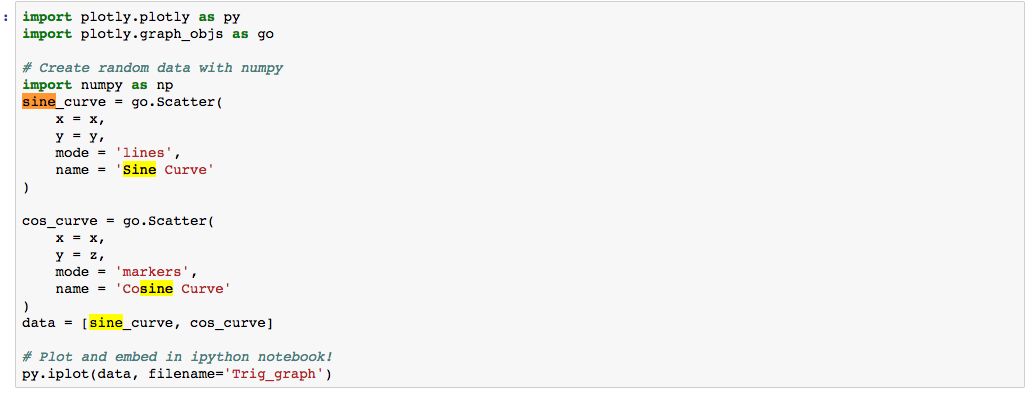 :
import plotly.plotly as py
import plotly.graph_objs as go
# Create random data with numpy
import numpy as np
sine_curve = go.Scatter(
    x = x,
    y = y,
    mode = 'lines',
    name = 'Sine Curve'
)
cos_curve = go.Scatter(
    x = x,
    y = z,
    mode = 'markers',
    name = 'Cosine Curve'
)
data = [sine_curve, cos_curve]
# Plot and embed in ipython notebook!
py.iplot(data, filename='Trig_graph')